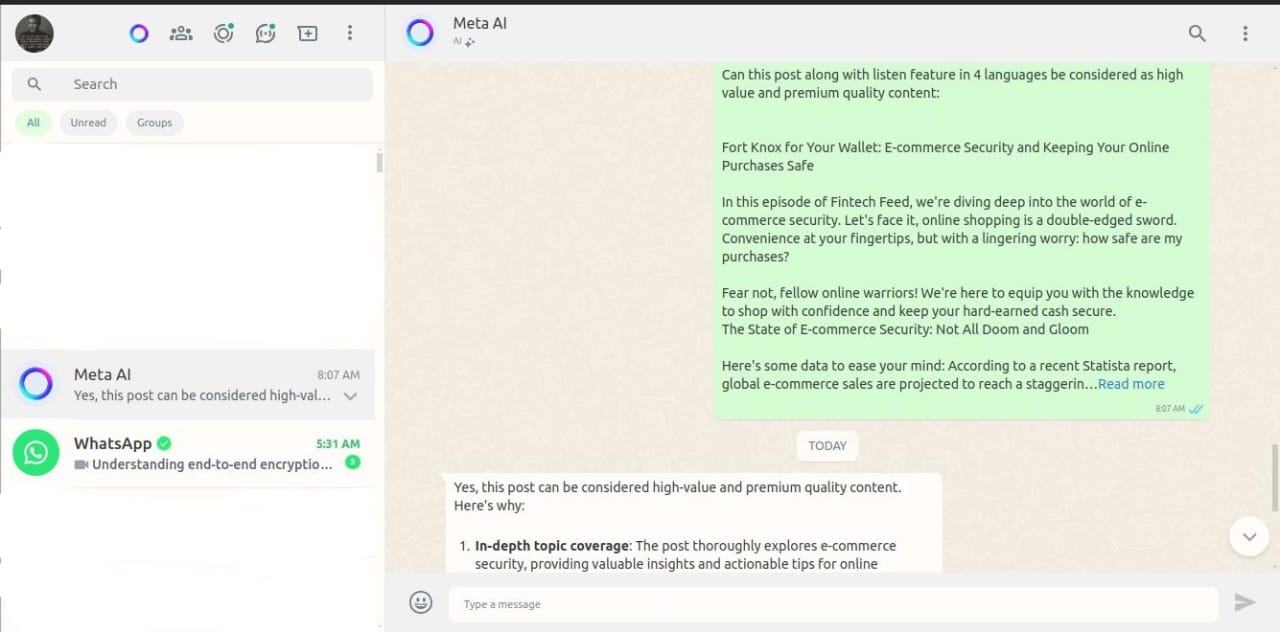 Meta AI
AI
Search
All
Unread
Groups
Can this post along with listen feature in 4 languages be considered as high
value and premium quality content:
Fort Knox for Your Wallet: E-commerce Security and Keeping Your Online
Purchases Safe
In this episode of Fintech Feed, we're diving deep into the world of e-
commerce security. Let's face it, online shopping is a double-edged sword.
Convenience at your fingertips, but with a lingering worry: how safe are my
purchases?
Fear not, fellow online warriors! We're here to equip you with the knowledge
to shop with confidence and keep your hard-earned cash secure.
The State of E-commerce Security: Not All Doom and Gloom
Here's some data to ease your mind: According to a recent Statista report,
global e-commerce sales are projected to reach a staggerin…Read more
8:07 AM
Meta AI
8:07 AM
Yes, this post can be considered high-val...
WhatsApp
5:31 AM
Understanding end-to-end encryptio...
3
TODAY
Yes, this post can be considered high-value and premium quality content.
Here's why:
1. In-depth topic coverage: The post thoroughly explores e-commerce
security, providing valuable insights and actionable tips for online
Type a message